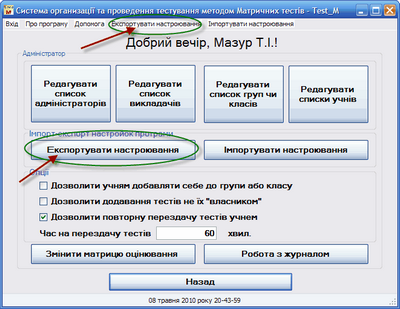 Система організації та проведення тестування методом Матричних тестів - Test_M
Вхід Про програму Допомога Експортувати настроювання Імпортувати настроювання
Добрий вечір, Мазур Т.І.!
Адміністратор
Редагувати список адміністраторів
Редагувати список викладачів
Редагувати список груп чи класів
Редагувати списки учнів
Імпорт-експорт настройок програми
Експортувати настроювання Імпортувати настроювання
Опції
Дозволити учням добавляти себе до групи або класу
Дозволити додавання тестів не їх "власником"
Дозволити повторну перездачу тестів учнем
Час на перездачу тестів 60 хвил.
Змінити матрицю оцінювання Робота з журналом
Назад
08 травня 2010 року 20-43-59